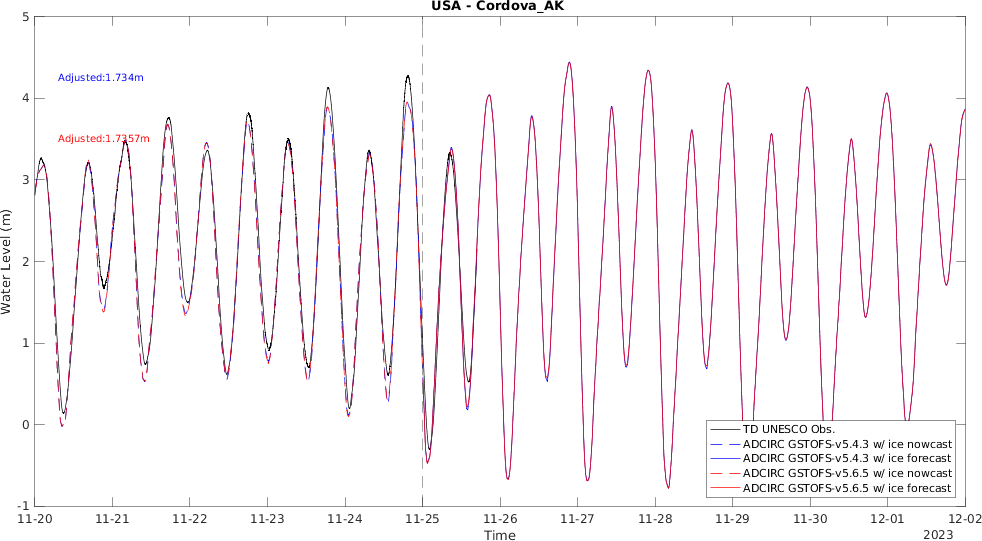 USA - Cordova_AK
5
4
3
2
1
0
-1
Water Level (m)
Adjusted:1.734m
Adjusted:1.7357m
TD UNESCO Obs.
ADCIRC GSTOFS-v5.4.3 w/ ice nowcast
ADCIRC GSTOFS-v5.4.3 w/ ice forecast
ADCIRC GSTOFS-v5.6.5 w/ ice nowcast
ADCIRC GSTOFS-v5.6.5 w/ ice forecast
11-20 11-21 11-22 11-23 11-24 11-25 11-26 11-27 11-28 11-29 11-30 12-01 12-02
Time
2023